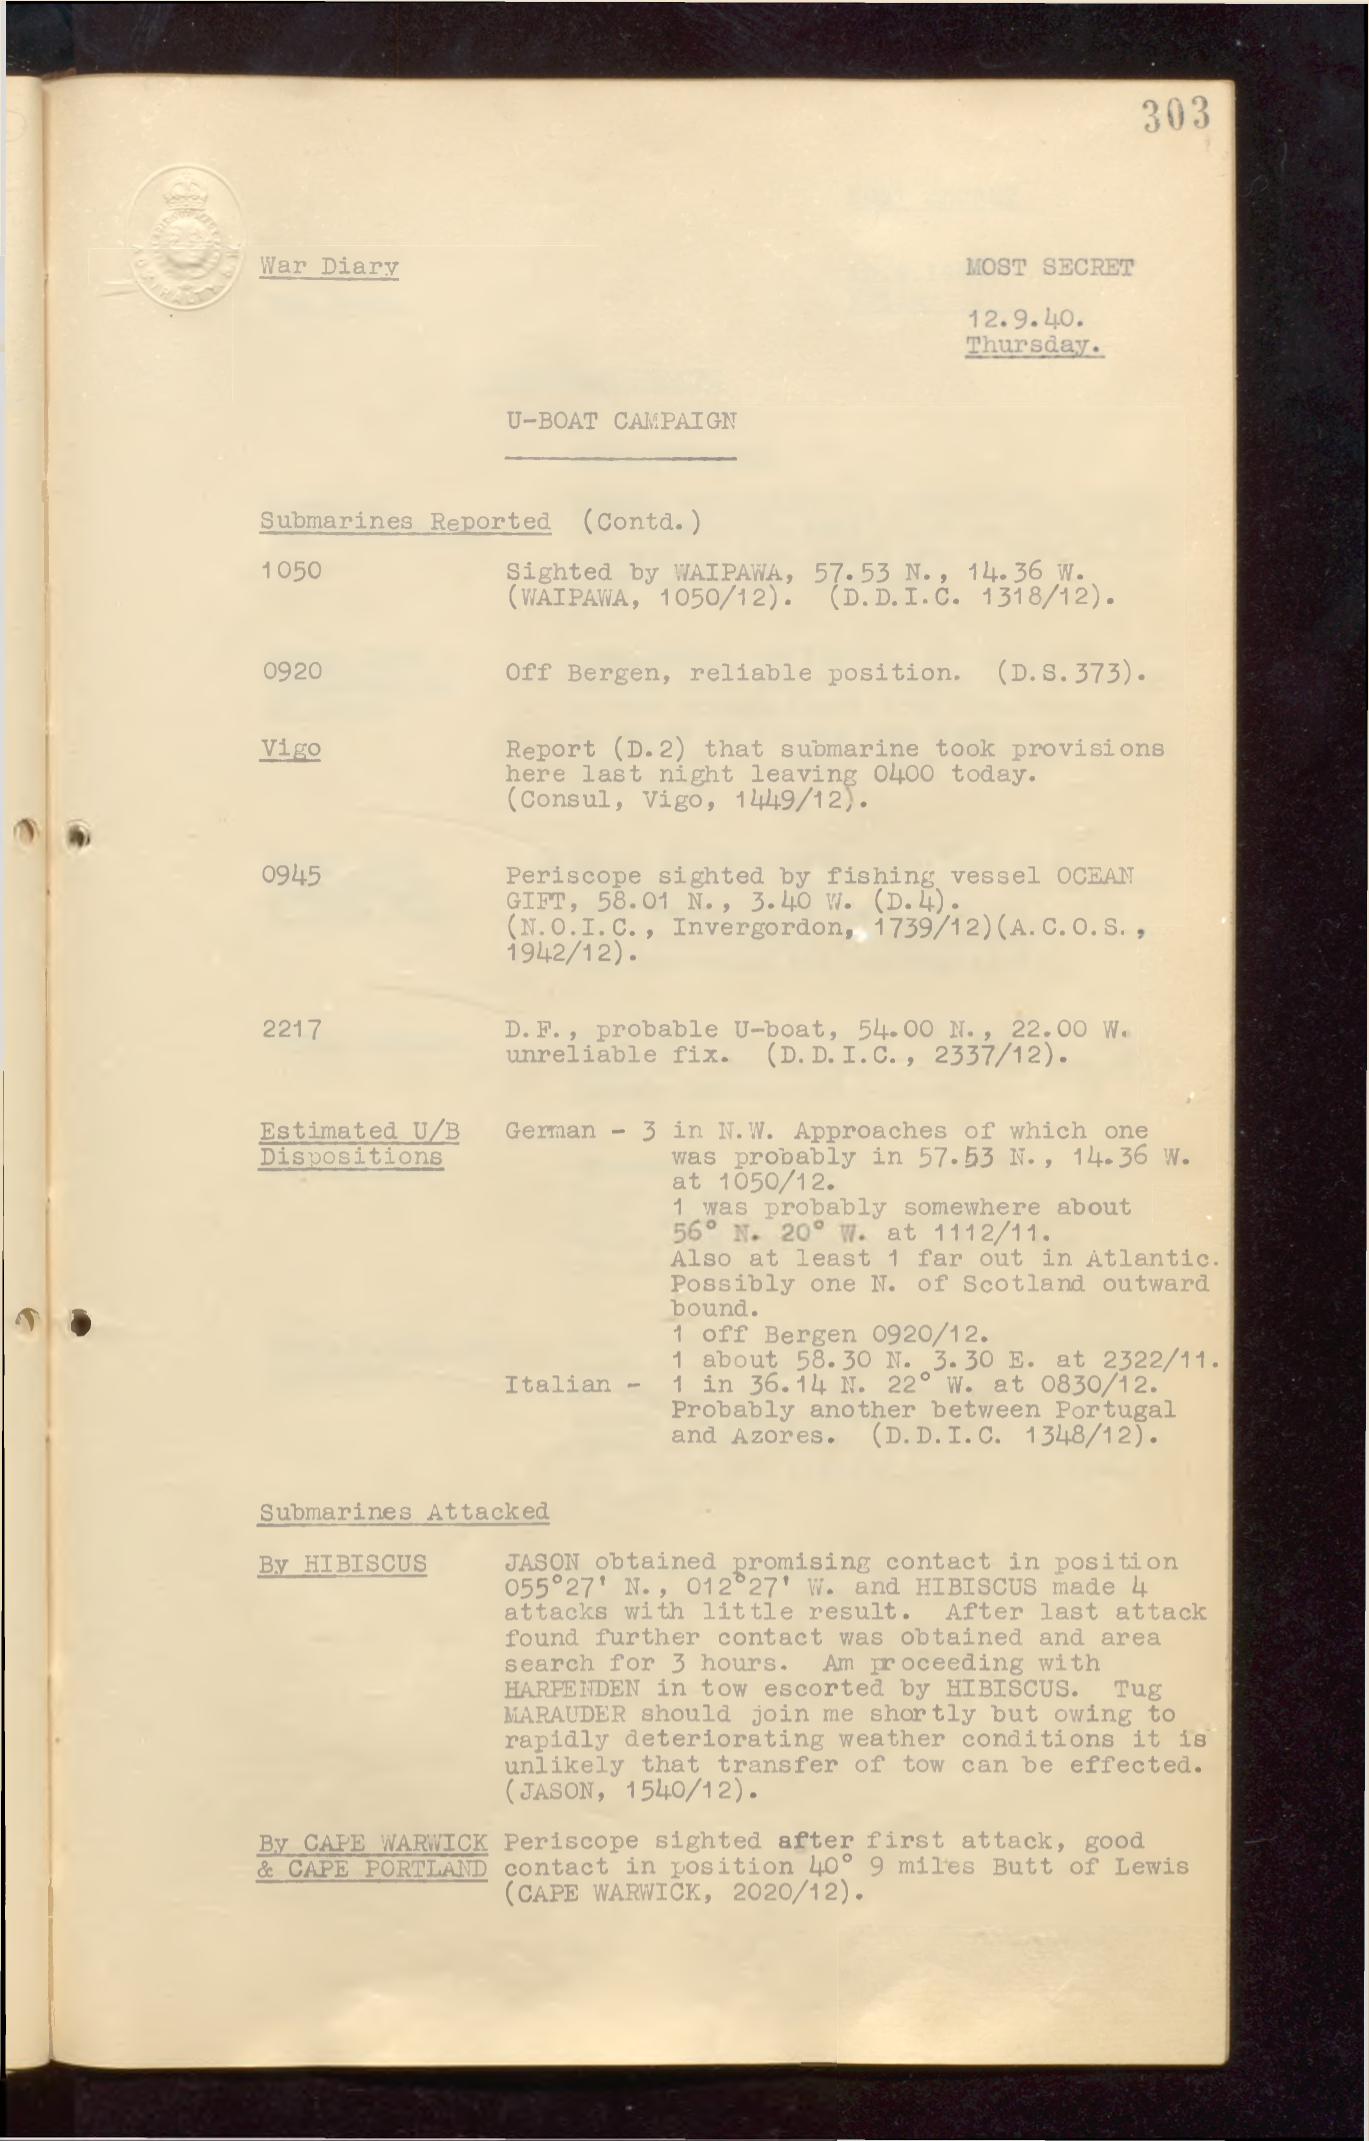 303
War Diary MOST SECRET
12.9.40.
Thursday.
U-BOAT CAMPAIGN
Submarines Reported (Contd.)
1050 Sighted by WAIPAWA, 57.53 N., 14.36 W.
(WAIPAWA, 1050/12). (D.D.I.C. 1318/12).
0920 Off Bergen, reliable position. (D.S.373).
Vigo Report (D.2) that submarine took provisions
here last night leaving 0400 today.
(Consul, Vigo, 1449/12).
0945 Periscope sighted by fishing vessel OCEAN
GIFT, 58.01 N., 3.40 W. (D.4).
(N.O.I.C., Invergordon, 1739/12)(A.C.O.S.,
1942/12).
2217 D.F., probable U-boat, 54.00 N., 22.00 W.
unreliable fix. (D.D.I.C., 2337/12).
Estimated U/B German - 3 in N.W. Approaches of which one
Dispositions was probably in 57.53 N., 14.36 W.
at 1050/12.
1 was probably somewhere about
56° N. 20° W. at 1112/11.
Also at least 1 far out in Atlantic.
Possibly one N. of Scotland outward
bound.
1 off Bergen 0920/12.
1 about 58.30 N. 3.30 E. at 2322/11.
Italian - 1 in 36.14 N. 22° W. at 0830/12.
Probably another between Portugal
and Azores. (D.D.I.C. 1348/12).
Submarines Attacked
By HIBISCUS JASON obtained promising contact in position
055°27' N., 012°27' W. and HIBISCUS made 4
attacks with little result. After last attack
found further contact was obtained and area
search for 3 hours. Am proceeding with
HARPENDEN in tow escorted by HIBISCUS. Tug
MARAUDER should join me shortly but owing to
rapidly deteriorating weather conditions it is
unlikely that transfer of tow can be effected.
(JASON, 1540/12).
By CAPE WARWICK Periscope sighted after first attack, good
& CAPE PORTLAND contact in position 40° 9 miles Butt of Lewis
(CAPE WARWICK, 2020/12).